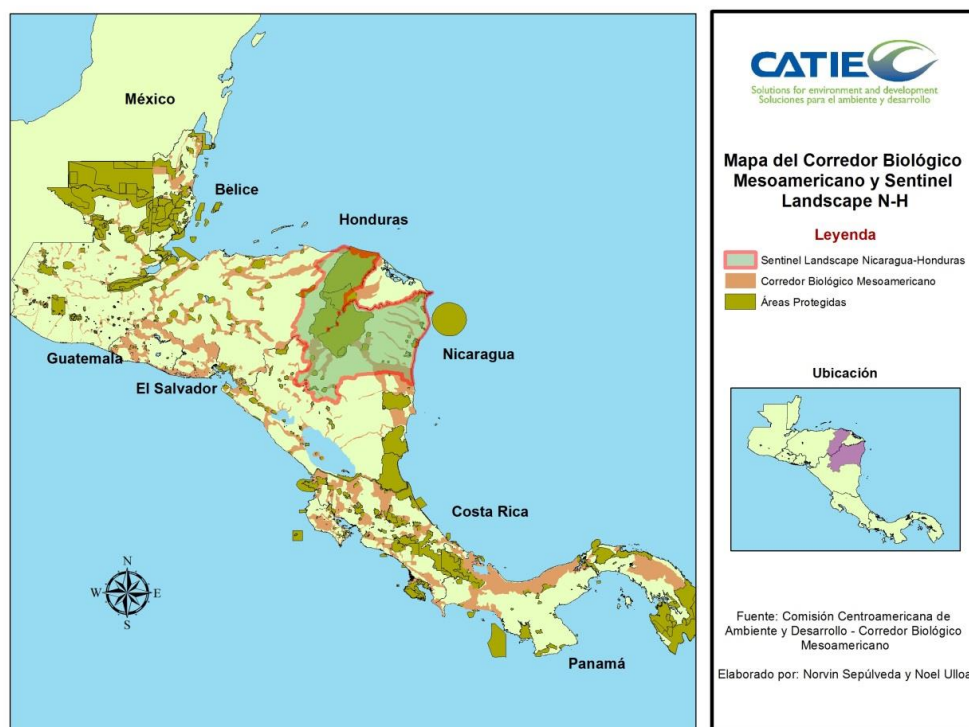 México
Belice
Honduras
Guatemala
El Salvador
Nicaragua
Costa Rica
Panamá
N
W
E
S
CATIE
Solutions for environment and development
Soluciones para el ambiente y desarrollo
Mapa del Corredor Biológico
Mesoamericano y Sentinel
Landscape N-H
Leyenda
Sentinel Landscape Nicaragua-Honduras
Corredor Biológico Mesoamericano
Áreas Protegidas
Ubicación
Fuente: Comisión Centroamericana de
Ambiente y Desarrollo - Corredor Biológico
Mesoamericano
Elaborado por: Norvin Sepúlveda y Noel Ulloa